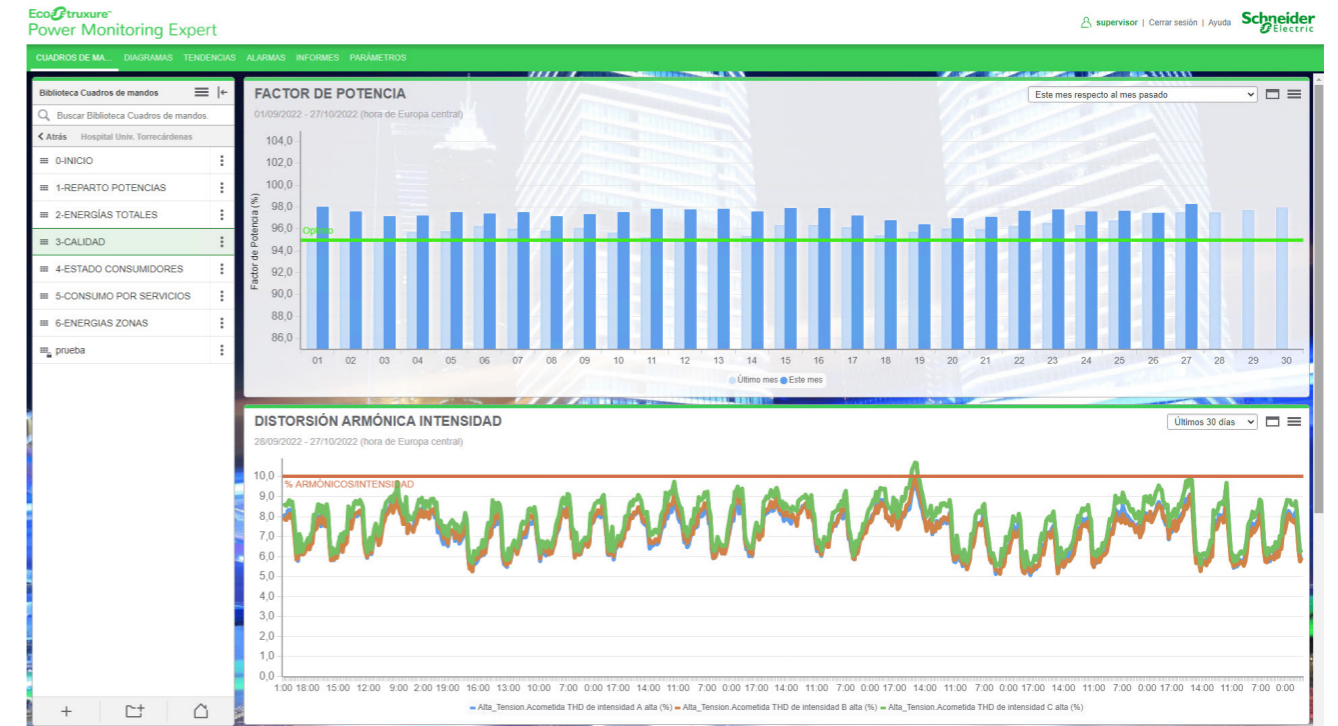 EcoStruxure™
Power Monitoring Expert
supervisor | Cerrar sesión | Ayuda
Schneider
Electric
CUADROS DE MA... DIAGRAMAS TENDENCIAS ALARMAS INFORMES PARÁMETROS
Biblioteca Cuadros de mandos
Buscar Biblioteca Cuadros de mandos.
Atrás Hospital Univ. Torrecárdenas
0-INICIO
1-REPARTO POTENCIAS
2-ENERGÍAS TOTALES
3-CALIDAD
4-ESTADO CONSUMIDORES
5-CONSUMO POR SERVICIOS
6-ENERGIAS ZONAS
prueba
FACTOR DE POTENCIA
Este mes respecto al mes pasado
01/09/2022 - 27/10/2022 (hora de Europa central)
Factor de Potencia (%)
104,0
102,0
100,0
98,0
96,0
94,0
92,0
90,0
88,0
86,0
01 02 03 04 05 06 07 08 09 10 11 12 13 14 15 16 17 18 19 20 21 22 23 24 25 26 27 28 29 30
Último mes Este mes
DISTORSIÓN ARMÓNICA INTENSIDAD
Últimos 30 días
28/09/2022 - 27/10/2022 (hora de Europa central)
% ARMÓNICOS/INTENSIDAD
10,0
9,0
8,0
7,0
6,0
5,0
4,0
3,0
2,0
1,0
0,0
1:00 18:00 15:00 12:00 9:00 2:00 19:00 16:00 13:00 10:00 7:00 0:00 17:00 14:00 11:00 7:00 0:00 17:00 14:00 11:00 7:00 0:00 17:00 14:00 11:00 7:00 0:00 17:00 14:00 11:00 7:00 0:00 17:00 14:00 11:00 7:00 0:00
Alta_Tension.Acometida THD de intensidad A alta (%) Alta_Tension.Acometida THD de intensidad B alta (%) Alta_Tension.Acometida THD de intensidad C alta (%)